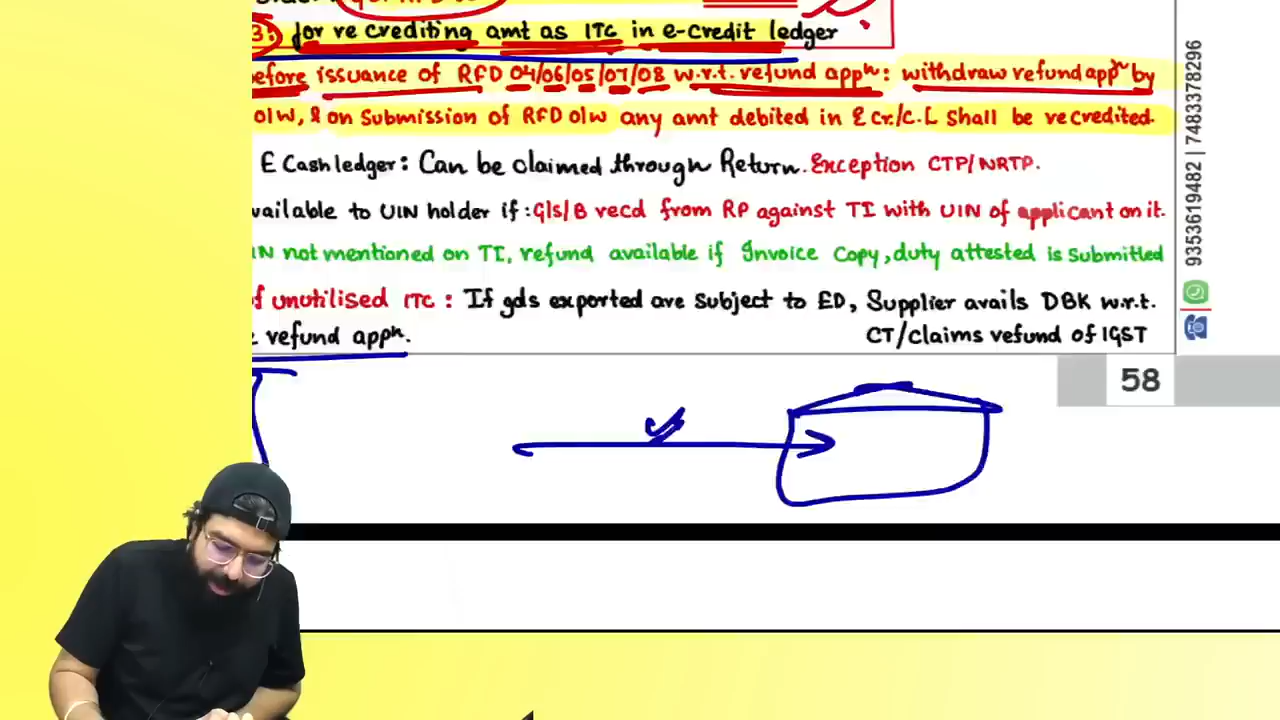 3: for re crediting amt as ITC in e-credit ledger
efore issuance of RFD 04/06/05/07/08 w.r.t. refund appⁿ: withdraw refund appⁿ by
01W, & on Submission of RFD 01W any amt debited in E Cr./C.L Shall be recredited.
E Cash ledger: Can be claimed through Return. Exception CTP/NRTP.
vailable to UIN holder if: G/S/B recd from RP against TI with UIN of applicant on it.
IN not mentioned on TI, refund available if Invoice Copy, duty attested is Submitted
f unutilised ITC: If gds exported are Subject to ED, Supplier avails DBK w.r.t.
refund appⁿ. CT/claims refund of IGST
58
9353619482 | 7483378296